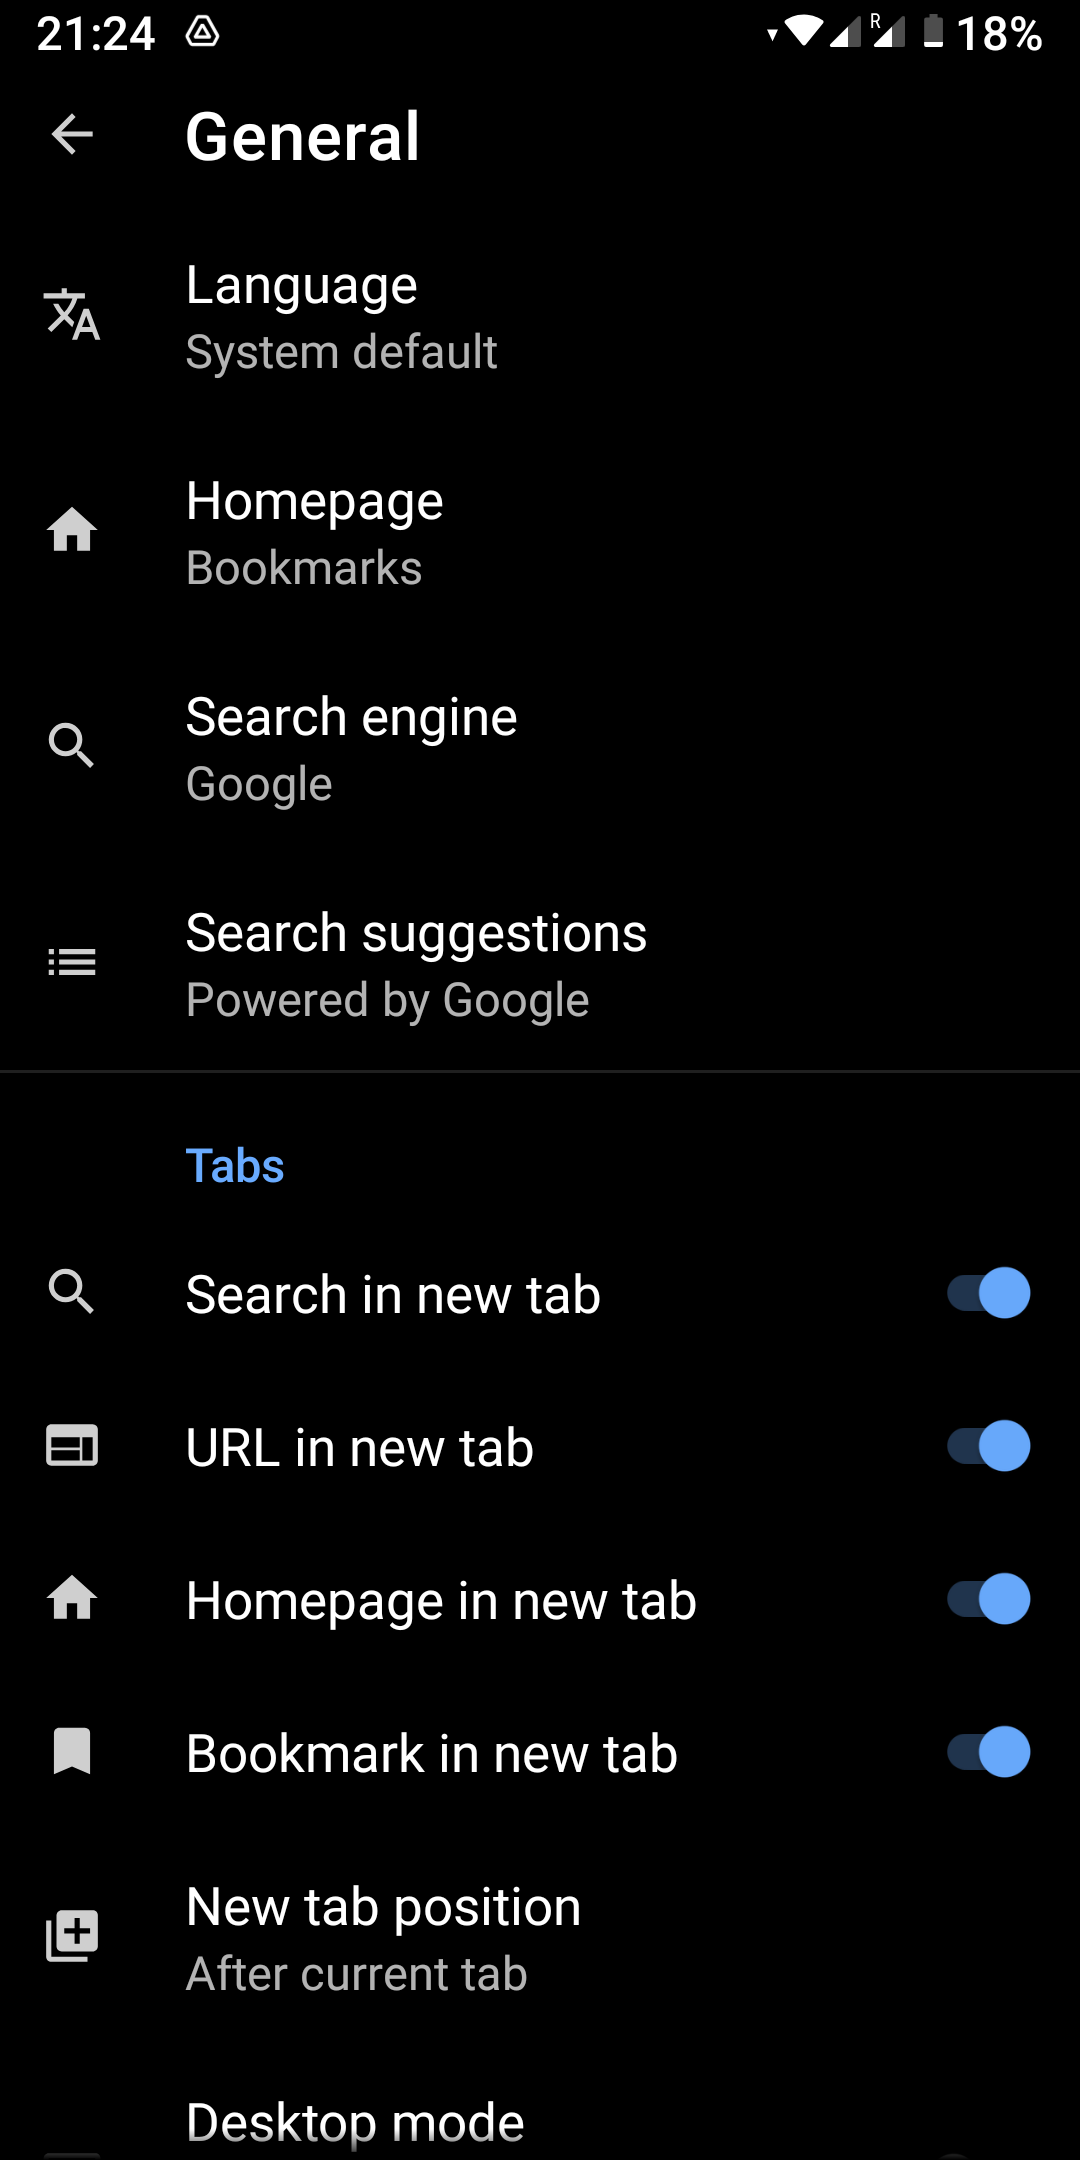 21:24 R 18%
General
Language
System default
Homepage
Bookmarks
Search engine
Google
Search suggestions
Powered by Google
Tabs
Search in new tab
URL in new tab
Homepage in new tab
Bookmark in new tab
New tab position
After current tab
Desktop mode